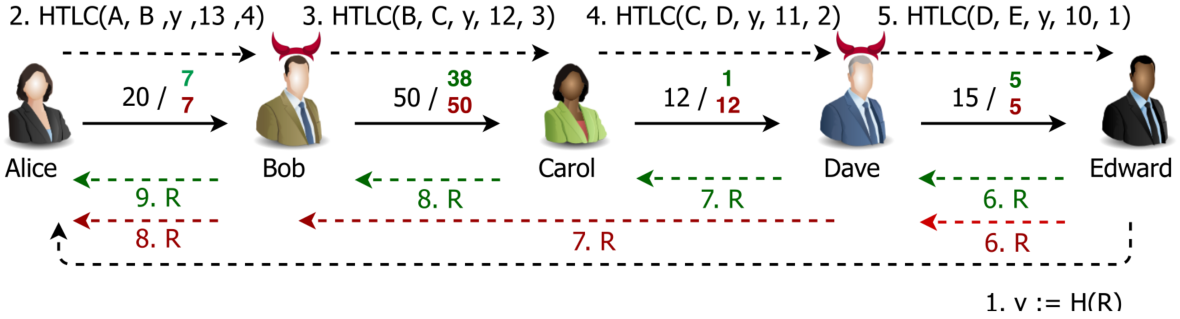 2. HTLC(A, B ,y ,13 ,4) 3. HTLC(B, C, y, 12, 3) 4. HTLC(C, D, y, 11, 2) 5. HTLC(D, E, y, 10, 1)
7 38 1 5
20 / 50 / 12 / 15 /
7 50 12 5
Alice Bob Carol Dave Edward
9. R 8. R 7. R 6. R
8. R 7. R 6. R
1. y := H(R)